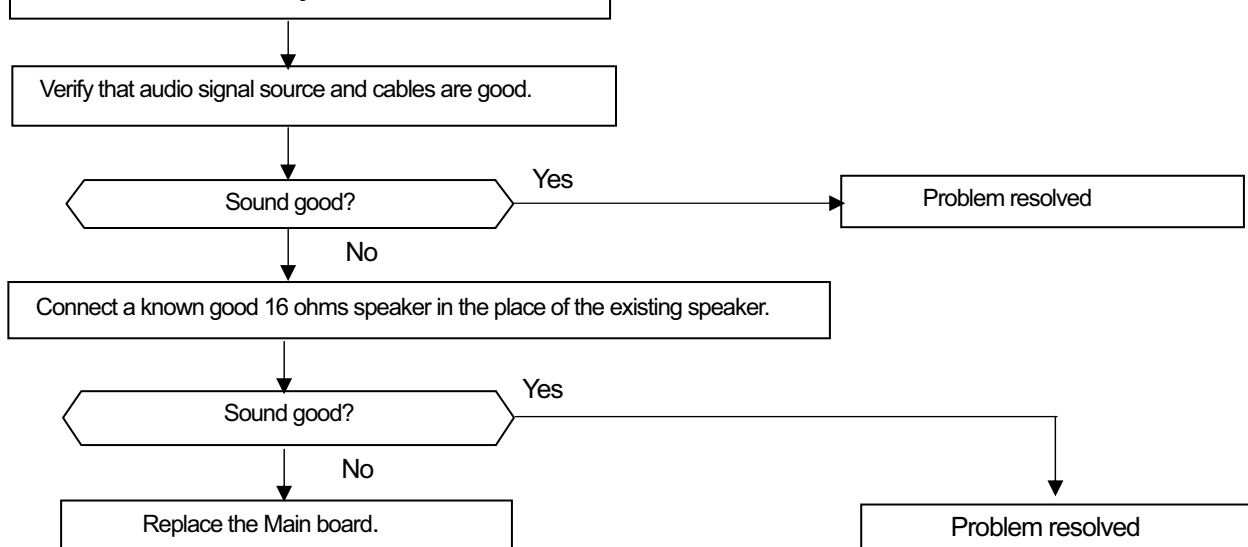 Verify that audio signal source and cables are good.
Yes
Sound good?
Problem resolved
No
Connect a known good 16 ohms speaker in the place of the existing speaker.
Yes
Sound good?
No
Replace the Main board.
Problem resolved